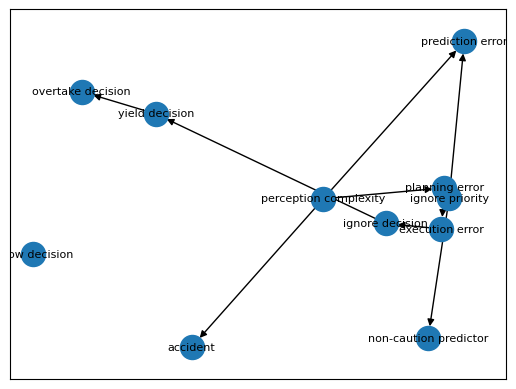 prediction error
overtake decision
yield decision
planning error
perception complexity
ignore priority
ignore decision
execution error
ow decision
non-caution predictor
accident